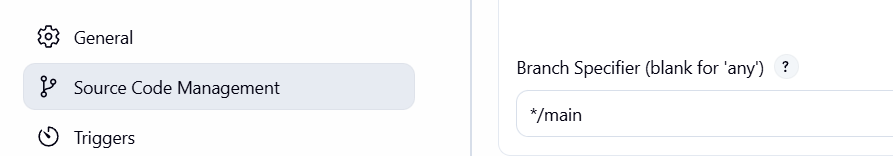 General
Source Code Management
Triggers
Branch Specifier (blank for 'any') ?
*/main